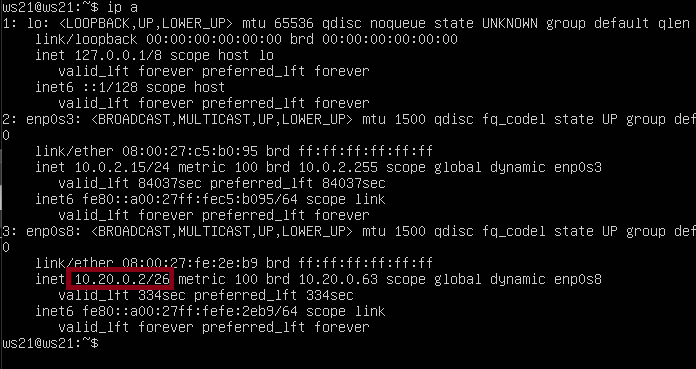 ws21@ws21:~$ ip a
1: lo: <LOOPBACK,UP,LOWER_UP> mtu 65536 qdisc noqueue state UNKNOWN group default qlen
link/loopback 00:00:00:00:00:00 brd 00:00:00:00:00:00
inet 127.0.0.1/8 scope host lo
valid_lft forever preferred_lft forever
inet6 ::1/128 scope host
valid_lft forever preferred_lft forever
2: enp0s3: <BROADCAST,MULTICAST,UP,LOWER_UP> mtu 1500 qdisc fq_codel state UP group def
0
link/ether 08:00:27:c5:b0:95 brd ff:ff:ff:ff:ff:ff
inet 10.0.2.15/24 metric 100 brd 10.0.2.255 scope global dynamic enp0s3
valid_lft 84037sec preferred_lft 84037sec
inet6 fe80::a00:27ff:fec5:b095/64 scope link
valid_lft forever preferred_lft forever
3: enp0s8: <BROADCAST,MULTICAST,UP,LOWER_UP> mtu 1500 qdisc fq_codel state UP group def
0
link/ether 08:00:27:fe:2e:b9 brd ff:ff:ff:ff:ff:ff
inet 10.20.0.2/26 metric 100 brd 10.20.0.63 scope global dynamic enp0s8
valid_lft 334sec preferred_lft 334sec
inet6 fe80::a00:27ff:fefe:2eb9/64 scope link
valid_lft forever preferred_lft forever
ws21@ws21:~$